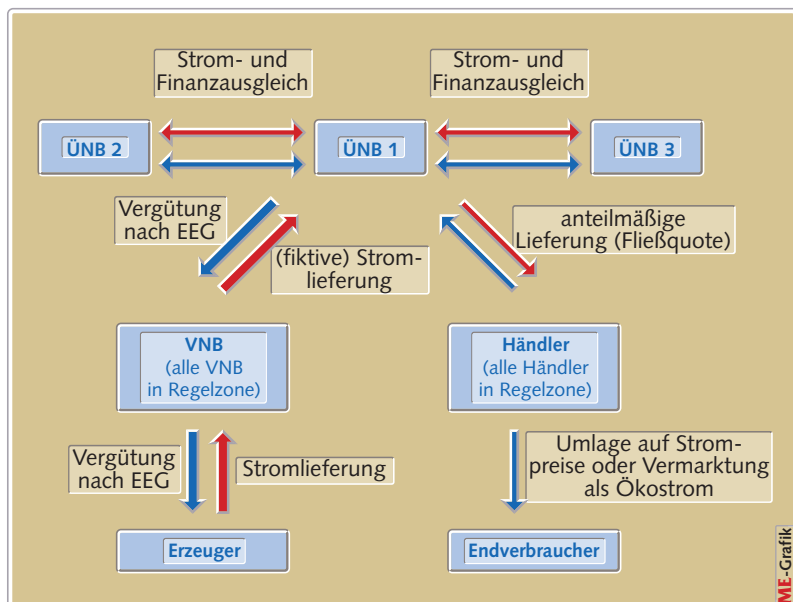 Strom- und
Finanzausgleich
Strom- und
Finanzausgleich
ÜNB 2
ÜNB 1
ÜNB 3
Vergütung
nach EEG
(fiktive) Strom-
lieferung
anteilmäßige
Lieferung (Fließquote)
VNB
(alle VNB
in Regelzone)
Händler
(alle Händler
in Regelzone)
Vergütung
nach EEG
Stromlieferung
Umlage auf Strom-
preise oder Vermarktung
als Ökostrom
Erzeuger
Endverbraucher
ME-Grafik